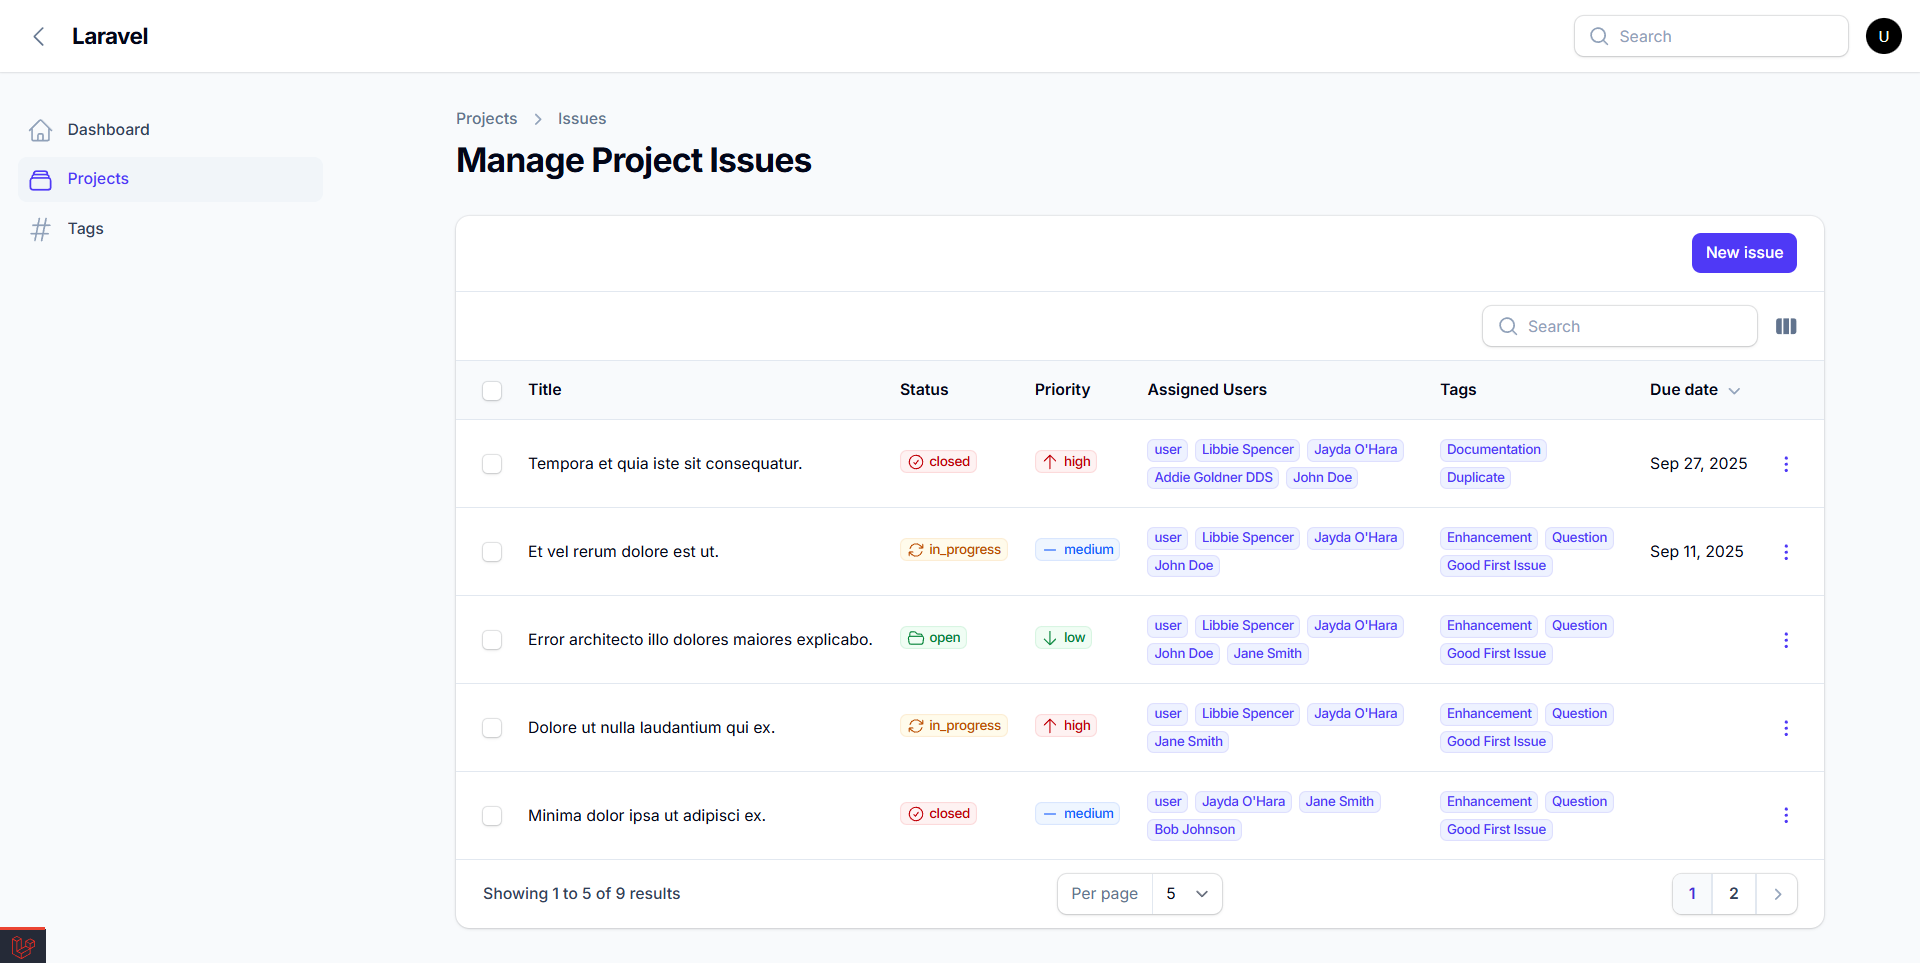 Laravel
Search
U
Dashboard
Projects
Tags
Projects Issues
Manage Project Issues
New issue
Search
Title Status Priority Assigned Users Tags Due date
Tempora et quia iste sit consequatur. closed high user Libbie Spencer Jayda O'Hara Documentation Sep 27, 2025
Addie Goldner DDS John Doe Duplicate
Et vel rerum dolore est ut. in_progress medium user Libbie Spencer Jayda O'Hara Enhancement Question Sep 11, 2025
John Doe Good First Issue
Error architecto illo dolores maiores explicabo. open low user Libbie Spencer Jayda O'Hara Enhancement Question
John Doe Jane Smith Good First Issue
Dolore ut nulla laudantium qui ex. in_progress high user Libbie Spencer Jayda O'Hara Enhancement Question
Jane Smith Good First Issue
Minima dolor ipsa ut adipisci ex. closed medium user Jayda O'Hara Jane Smith Enhancement Question
Bob Johnson Good First Issue
Showing 1 to 5 of 9 results Per page 5 1 2